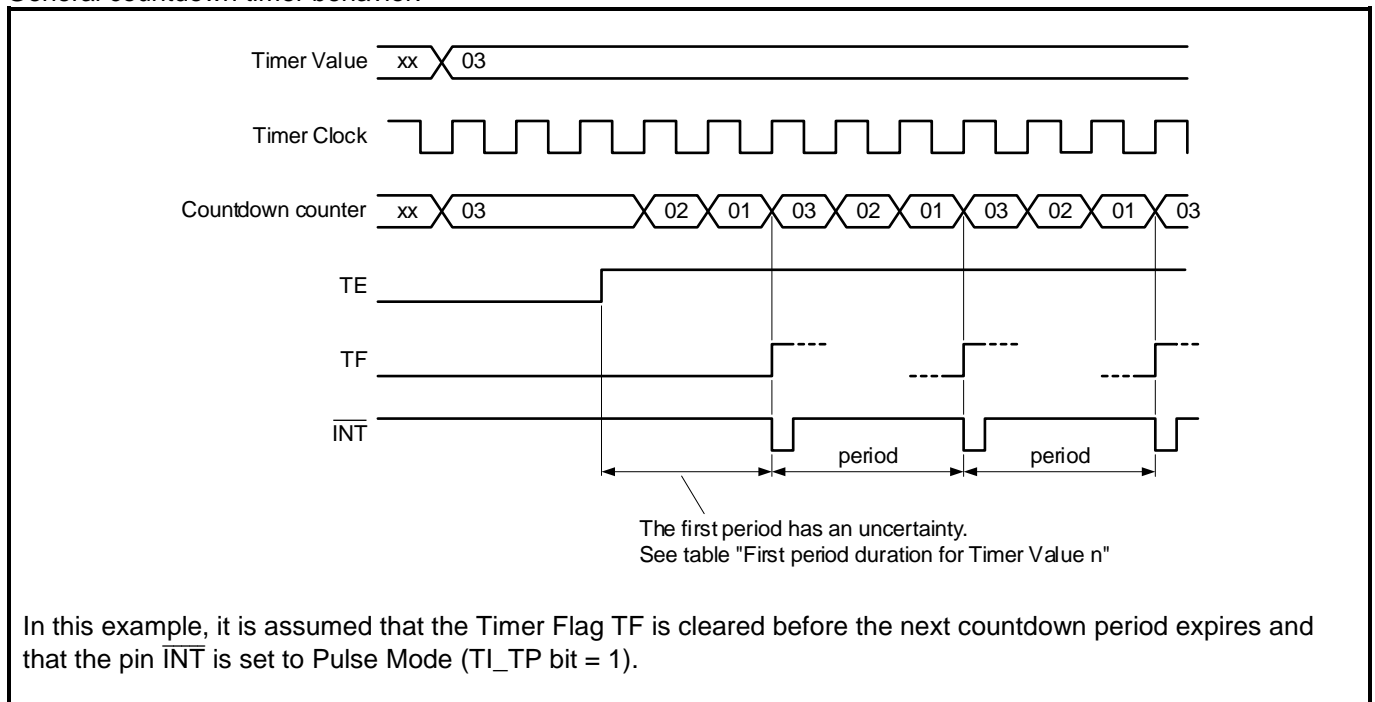 General countdown timer behavior:
Timer Value xx 03
Timer Clock
Countdown counter xx 03 02 01 03 02 01 03 02 01 03
TE
TF
INT
period period
The first period has an uncertainty.
See table "First period duration for Timer Value n"
In this example, it is assumed that the Timer Flag TF is cleared before the next countdown period expires and
that the pin INT is set to Pulse Mode (TI_TP bit = 1).